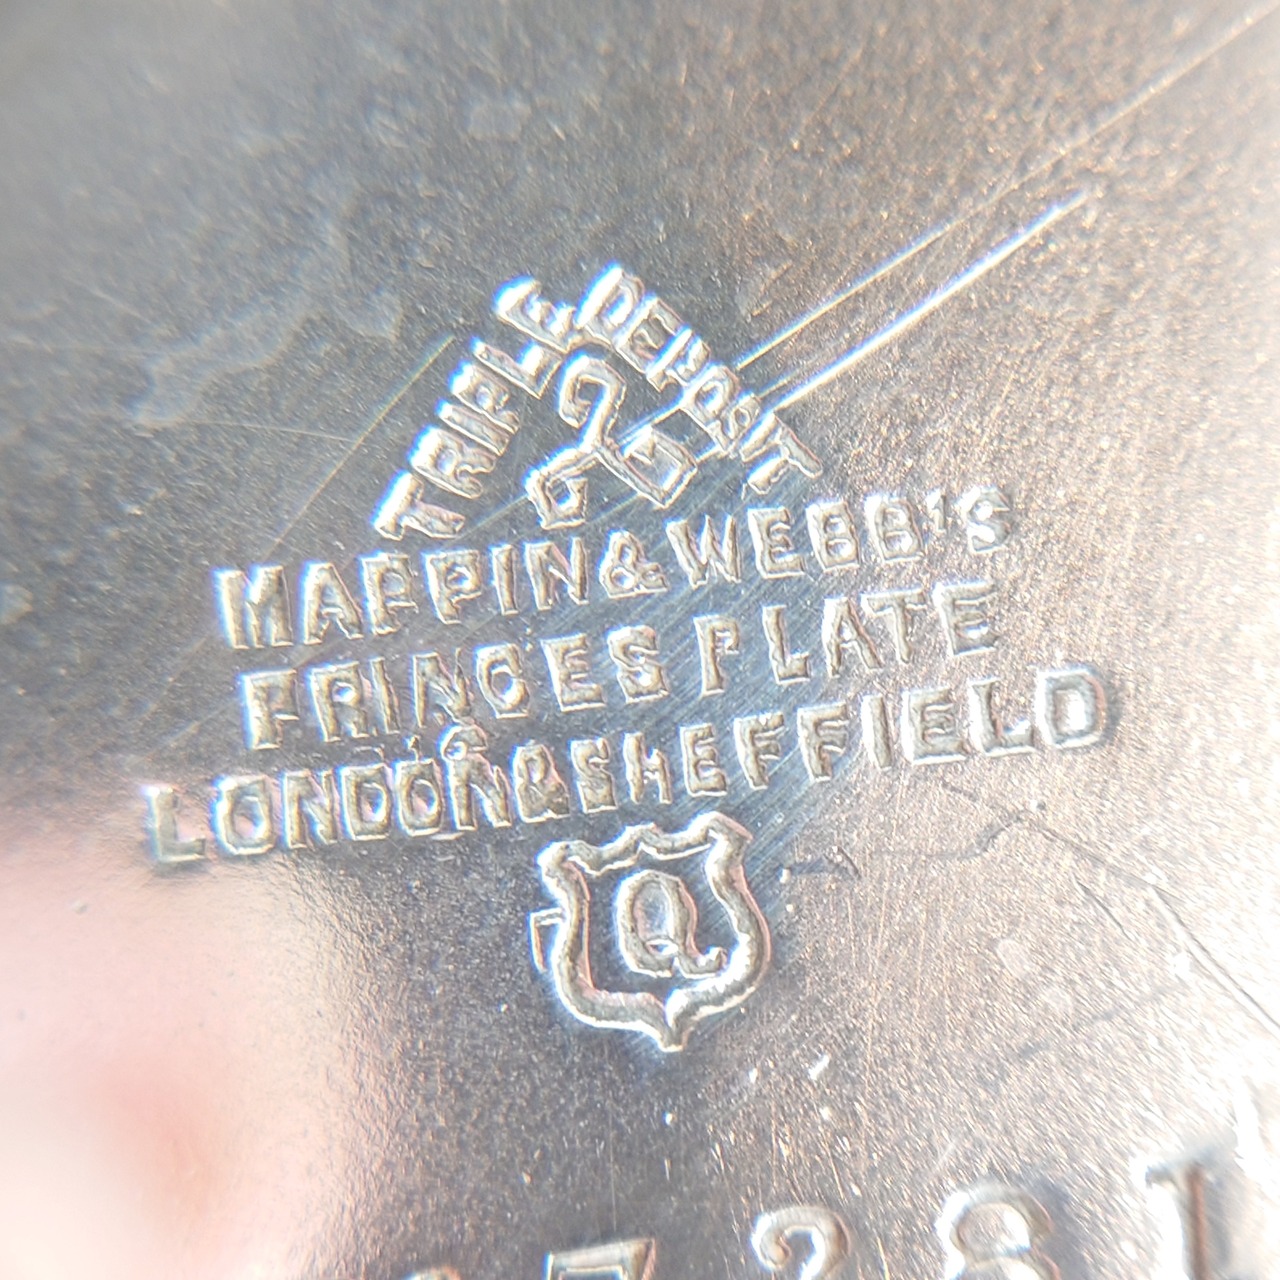 TRIPLE DEPOSIT
MAPPIN & WEBB'S
PRINCES PLATE
LONDON & SHEFFIELD
Q